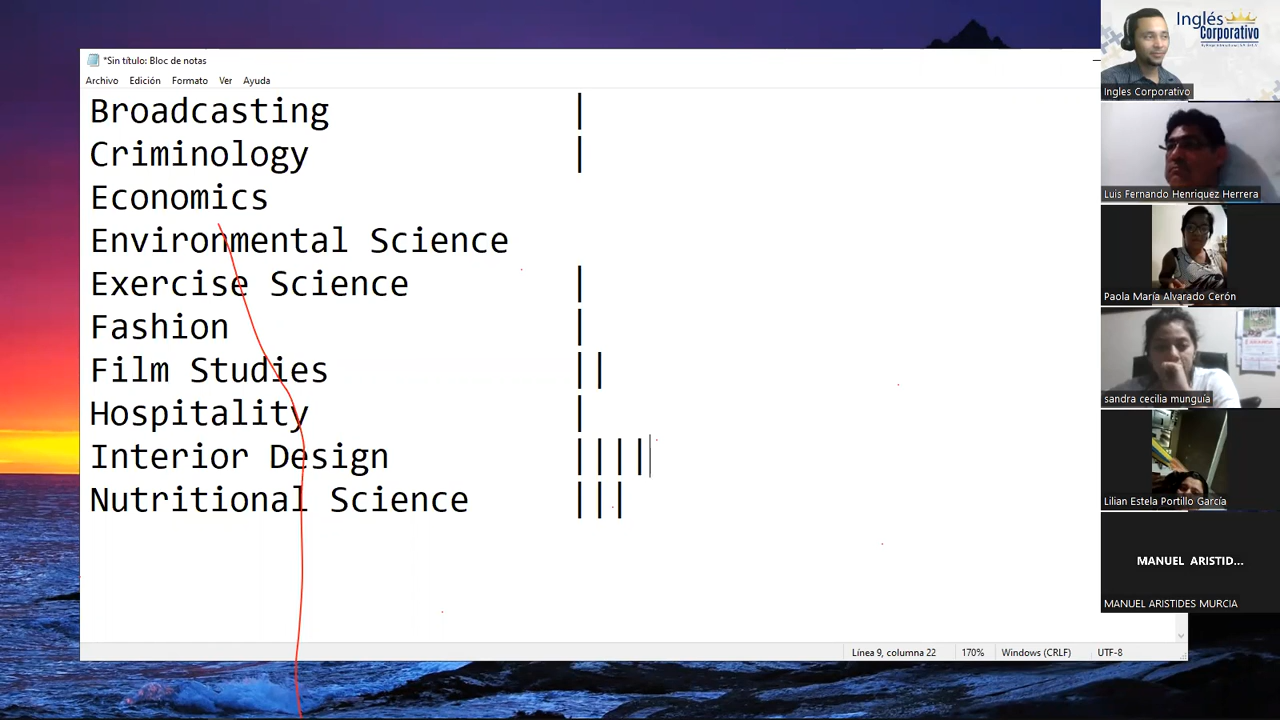 *Sin título: Bloc de notas
Archivo Edición Formato Ver Ayuda
Broadcasting |
Criminology |
Economics
Environmental Science
Exercise Science |
Fashion |
Film Studies ||
Hospitality |
Interior Design ||||
Nutritional Science |||
Línea 9, columna 22 170% Windows (CRLF) UTF-8
Inglés
Corporativo
Ingles Corporativo
Luis Fernando Henriquez Herrera
Paola María Alvarado Cerón
sandra cecilia munguía
Lilian Estela Portillo García
MANUEL ARISTID...
MANUEL ARISTIDES MURCIA